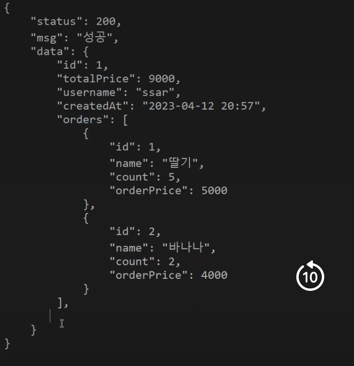 {
    "status": 200,
    "msg": "성공",
    "data": {
        "id": 1,
        "totalPrice": 9000,
        "username": "ssar",
        "createdAt": "2023-04-12 20:57",
        "orders": [
            {
                "id": 1,
                "name": "딸기",
                "count": 5,
                "orderPrice": 5000
            },
            {
                "id": 2,
                "name": "바나나",
                "count": 2,
                "orderPrice": 4000
            }
        ],
    }
}
10